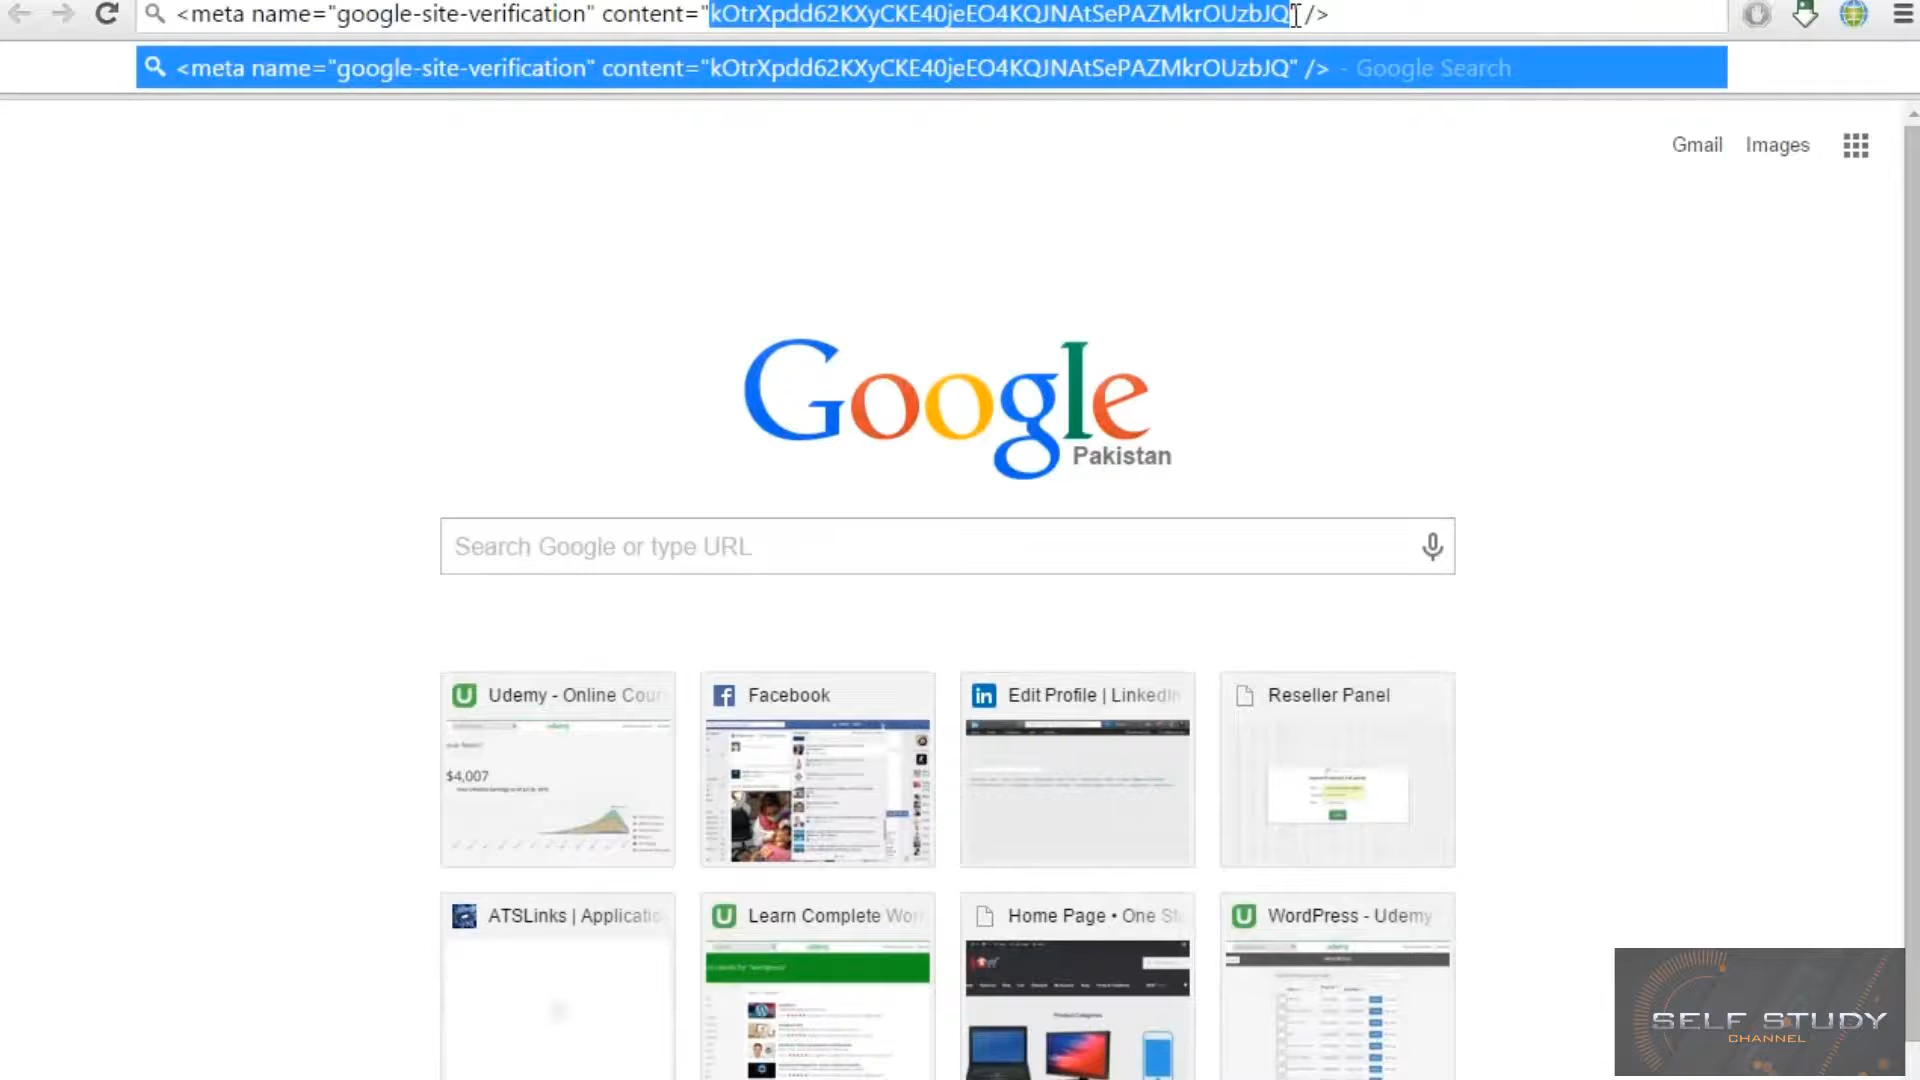 <meta name="google-site-verification" content="kOtrXpdd62KXyCKE40jeEO4KQJNAtSePAZMkrOUzbJQ" />
<meta name="google-site-verification" content="kOtrXpdd62KXyCKE40jeEO4KQJNAtSePAZMkrOUzbJQ" /> - Google Search
Gmail Images
Google
Pakistan
Search Google or type URL
Udemy - Online Cour
Facebook
Edit Profile | LinkedIn
Reseller Panel
$4,007
ATSLinks | Applicatio
Learn Complete Wor
Home Page • One St
WordPress - Udemy
Product Categories
SELF STUDY
CHANNEL